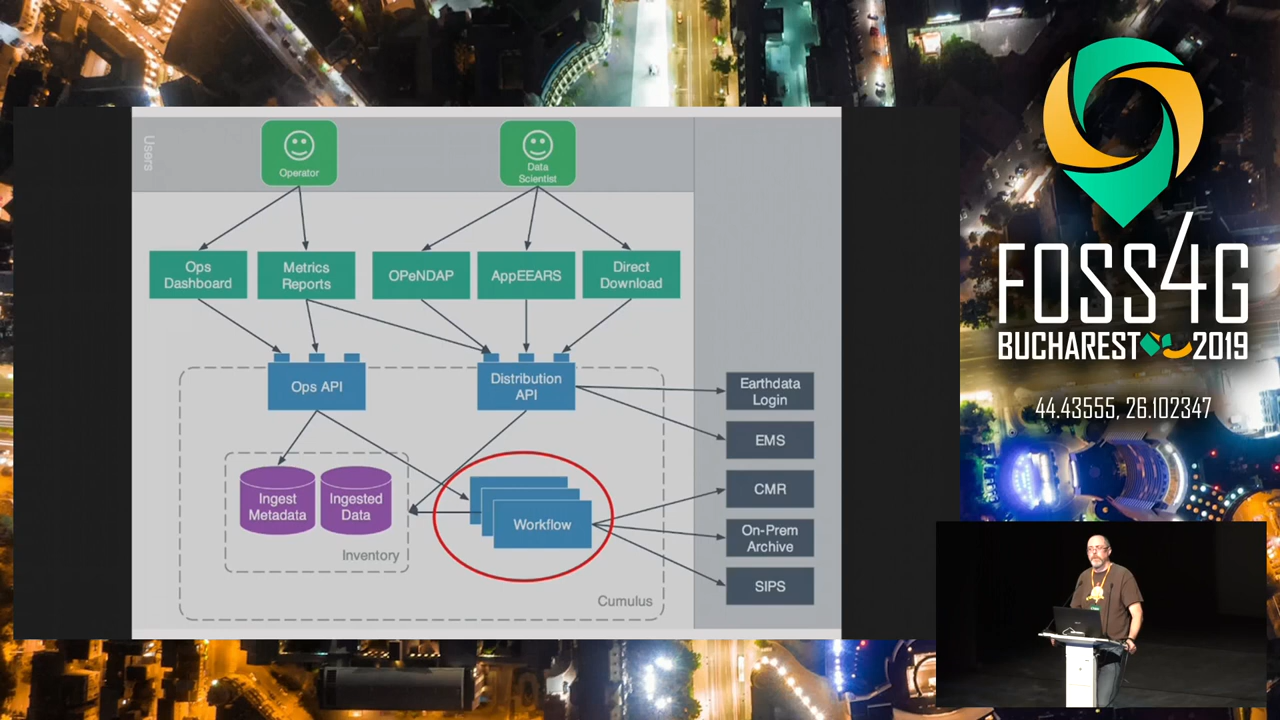 Users
Operator
Data
Scientist
Ops
Dashboard
Metrics
Reports
OPeNDAP
AppEEARS
Direct
Download
Ops API
Distribution
API
Earthdata
Login
EMS
CMR
On-Prem
Archive
SIPS
Ingest
Metadata
Ingested
Data
Inventory
Workflow
Cumulus
FOSS4G
BUCHAREST 2019
44.43555, 26.102347